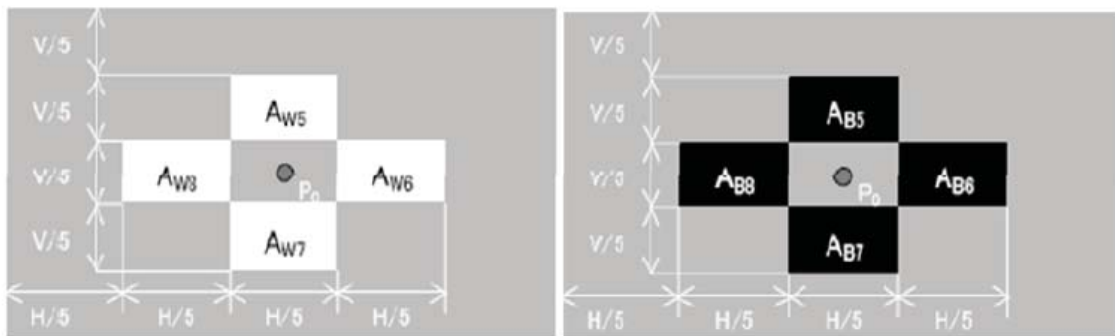 V/5 V/5
A_W5 A_B5
V/5 V/5
A_W8 P_0 A_W6 A_B8 P_0 A_B6
V/5 V/5
A_W7 A_B7
V/5 V/5
H/5 H/5 H/5 H/5 H/5 H/5 H/5 H/5